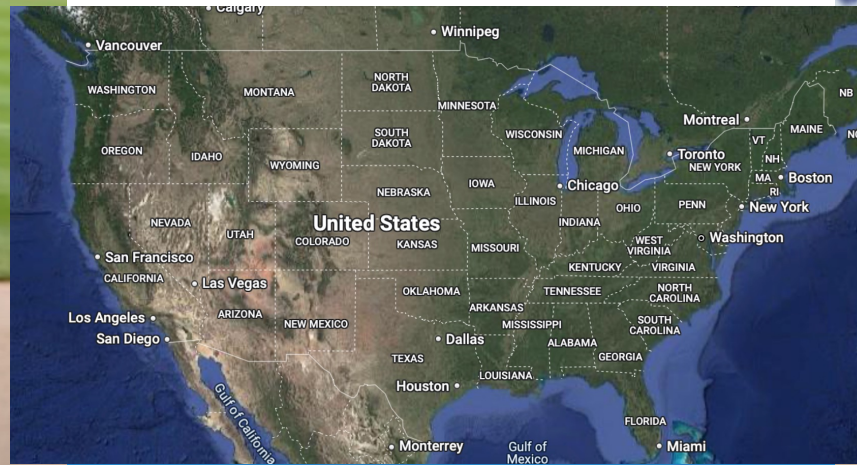 Calgary
Winnipeg
Vancouver
WASHINGTON
MONTANA
NORTH
DAKOTA
MINNESOTA
NB
Montreal
MAINE
VT
OREGON
IDAHO
SOUTH
DAKOTA
WISCONSIN
MICHIGAN
Toronto
NEW YORK
NH
WYOMING
MA
Boston
RI
NEBRASKA
IOWA
ILLINOIS
Chicago
INDIANA
OHIO
PENN
New York
NEVADA
UTAH
United States
COLORADO
KANSAS
MISSOURI
WEST
VIRGINIA
Washington
San Francisco
CALIFORNIA
Las Vegas
KENTUCKY
VIRGINIA
OKLAHOMA
TENNESSEE
NORTH
CAROLINA
Los Angeles
ARIZONA
NEW MEXICO
ARKANSAS
MISSISSIPPI
SOUTH
CAROLINA
San Diego
Dallas
ALABAMA
TEXAS
GEORGIA
LOUISIANA
Houston
Gulf of California
FLORIDA
Monterrey
Gulf of
Mexico
Miami